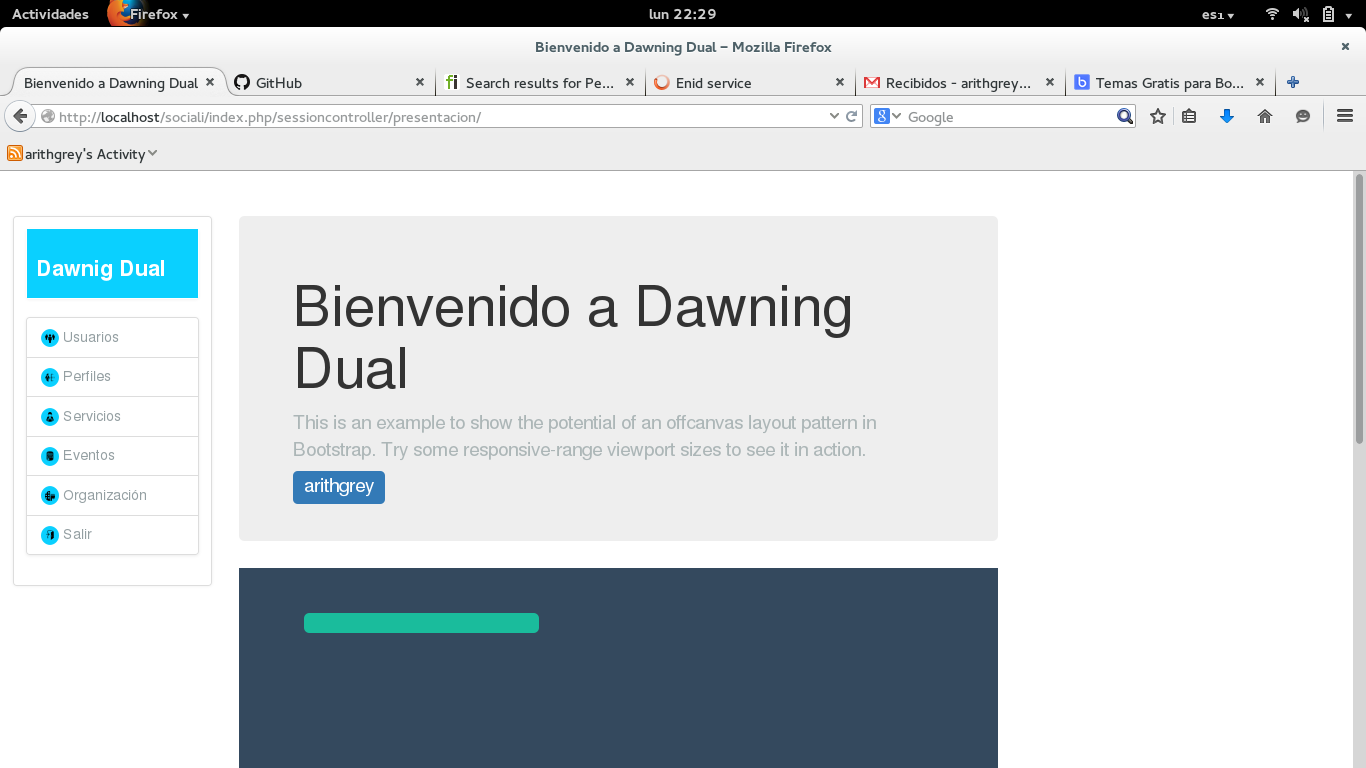 Actividades Firefox lun 22:29 es1
Bienvenido a Dawning Dual – Mozilla Firefox
Bienvenido a Dawning Dual GitHub Search results for Pe... Enid service Recibidos - arithgrey... Temas Gratis para Bo...
http://localhost/sociali/index.php/sessioncontroller/presentacion/ Google
arithgrey's Activity
Dawnig Dual
Usuarios
Perfiles
Servicios
Eventos
Organización
Salir
Bienvenido a Dawning
Dual
This is an example to show the potential of an offcanvas layout pattern in
Bootstrap. Try some responsive-range viewport sizes to see it in action.
arithgrey